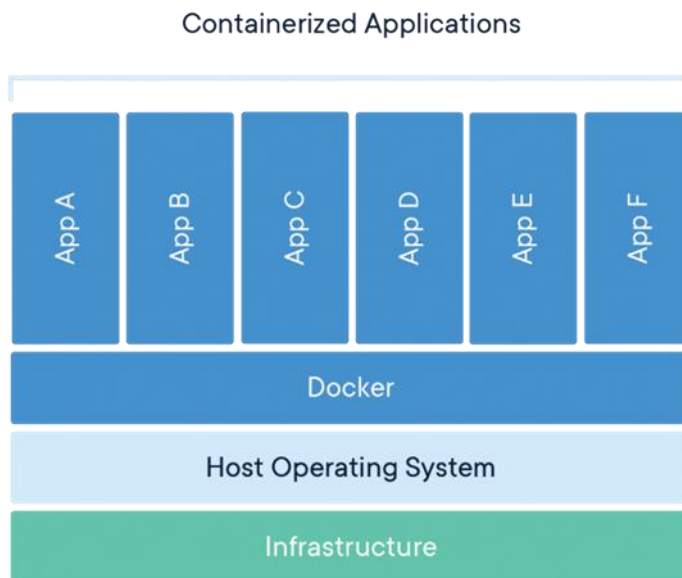 Containerized Applications
App A
App B
App C
App D
App E
App F
Docker
Host Operating System
Infrastructure